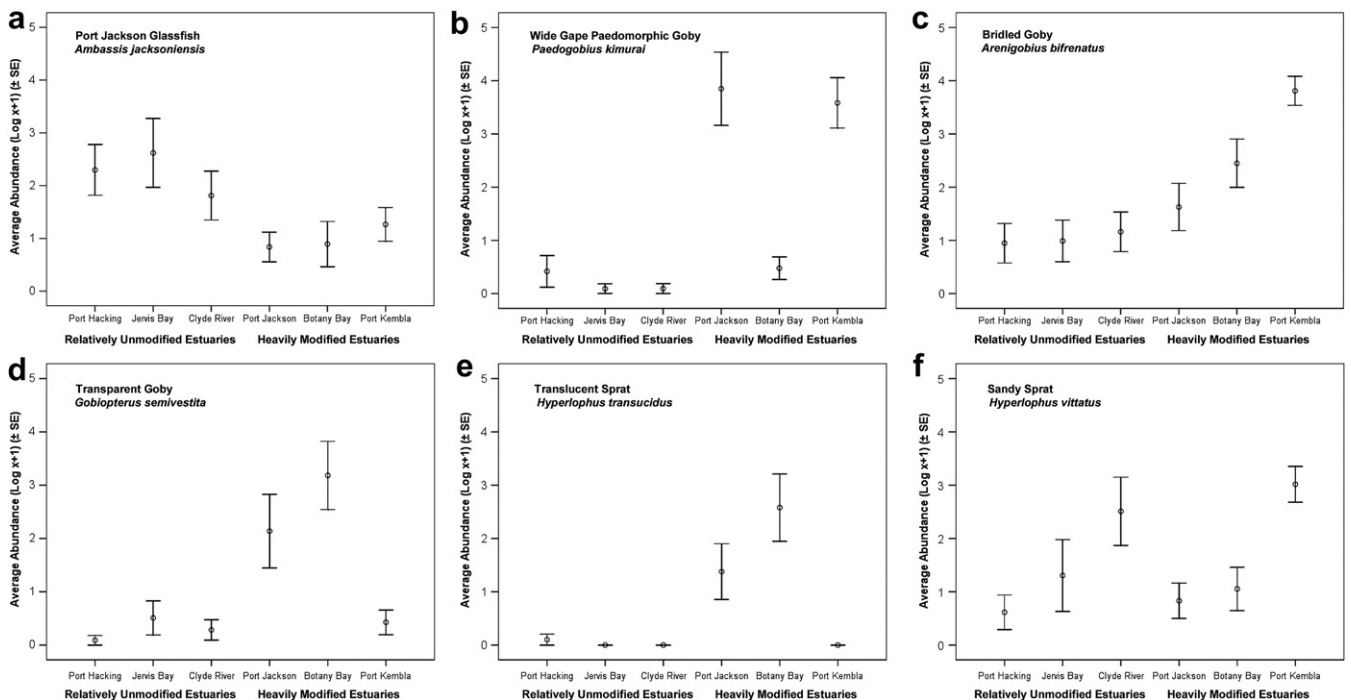 a
Port Jackson Glassfish
Ambassis jacksoniensis
Average Abundance (Log x+1) (± SE)
5
4
3
2
1
0
Port Hacking Jervis Bay Clyde River Port Jackson Botany Bay Port Kembla
Relatively Unmodified Estuaries Heavily Modified Estuaries
b
Wide Gape Paedomorphic Goby
Paedogobius kimurai
Average Abundance (Log x+1) (± SE)
5
4
3
2
1
0
Port Hacking Jervis Bay Clyde River Port Jackson Botany Bay Port Kembla
Relatively Unmodified Estuaries Heavily Modified Estuaries
c
Bridled Goby
Arenigobius bifrenatus
Average Abundance (Log x+1) (± SE)
5
4
3
2
1
0
Port Hacking Jervis Bay Clyde River Port Jackson Botany Bay Port Kembla
Relatively Unmodified Estuaries Heavily Modified Estuaries
d
Transparent Goby
Gobiopterus semivestita
Average Abundance (Log x+1) (± SE)
5
4
3
2
1
0
Port Hacking Jervis Bay Clyde River Port Jackson Botany Bay Port Kembla
Relatively Unmodified Estuaries Heavily Modified Estuaries
e
Translucent Sprat
Hyperlophus transucidus
Average Abundance (Log x+1) (± SE)
5
4
3
2
1
0
Port Hacking Jervis Bay Clyde River Port Jackson Botany Bay Port Kembla
Relatively Unmodified Estuaries Heavily Modified Estuaries
f
Sandy Sprat
Hyperlophus vittatus
Average Abundance (Log x+1) (± SE)
5
4
3
2
1
0
Port Hacking Jervis Bay Clyde River Port Jackson Botany Bay Port Kembla
Relatively Unmodified Estuaries Heavily Modified Estuaries